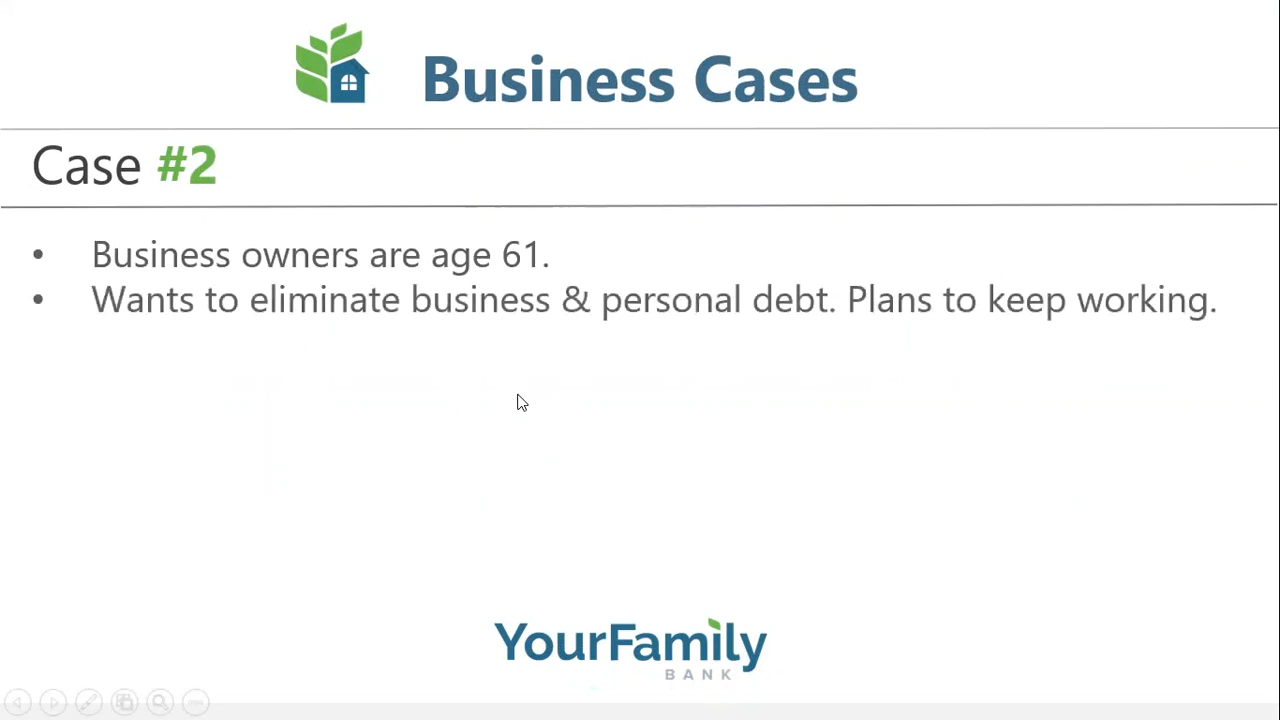 Business Cases
Case #2
• Business owners are age 61.
• Wants to eliminate business & personal debt. Plans to keep working.
YourFamily
BANK